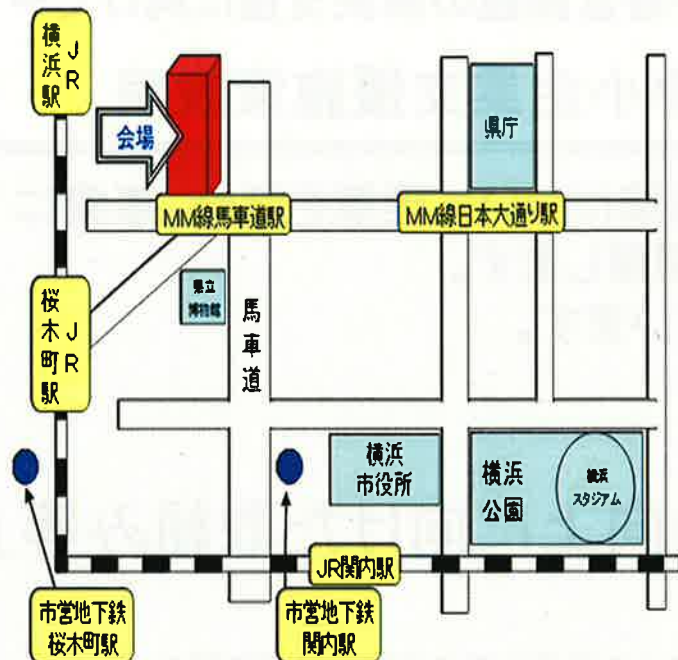 JR
横浜駅
会場
県庁
MM線馬車道駅
MM線日本大通り駅
県立
博物館
馬車道
JR
桜木町駅
横浜
市役所
横浜
公園
横浜
スタジアム
JR関内駅
市営地下鉄
桜木町駅
市営地下鉄
関内駅